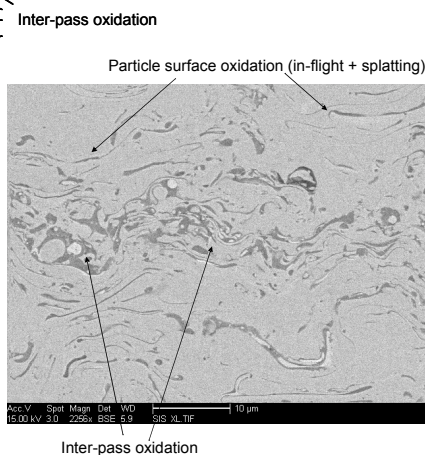 Inter-pass oxidation
Particle surface oxidation (in-flight + splatting)
Acc.V Spot Magn Det WD 10 µm
15.00 kV 3.0 2256x BSE 5.9 SIS XL.TIF
Inter-pass oxidation